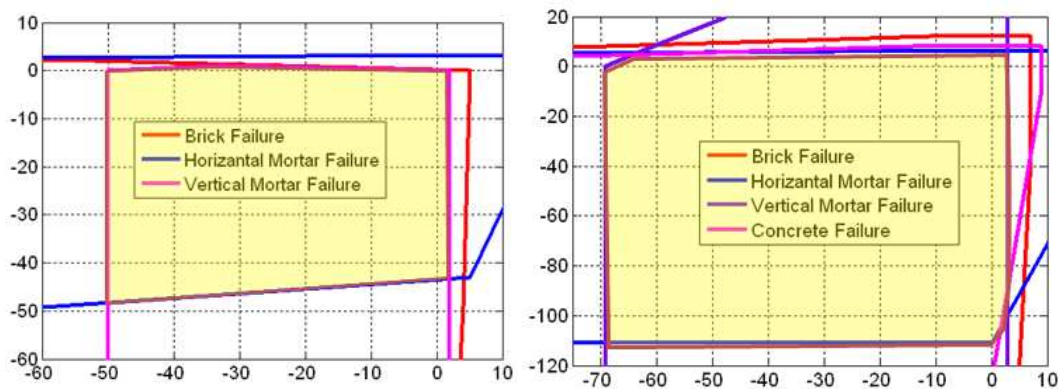 10
0
-10
-20
-30
-40
-50
-60
-60 -50 -40 -30 -20 -10 0 10
Brick Failure
Horizantal Mortar Failure
Vertical Mortar Failure
20
0
-20
-40
-60
-80
-100
-120
-70 -60 -50 -40 -30 -20 -10 0 10
Brick Failure
Horizantal Mortar Failure
Vertical Mortar Failure
Concrete Failure